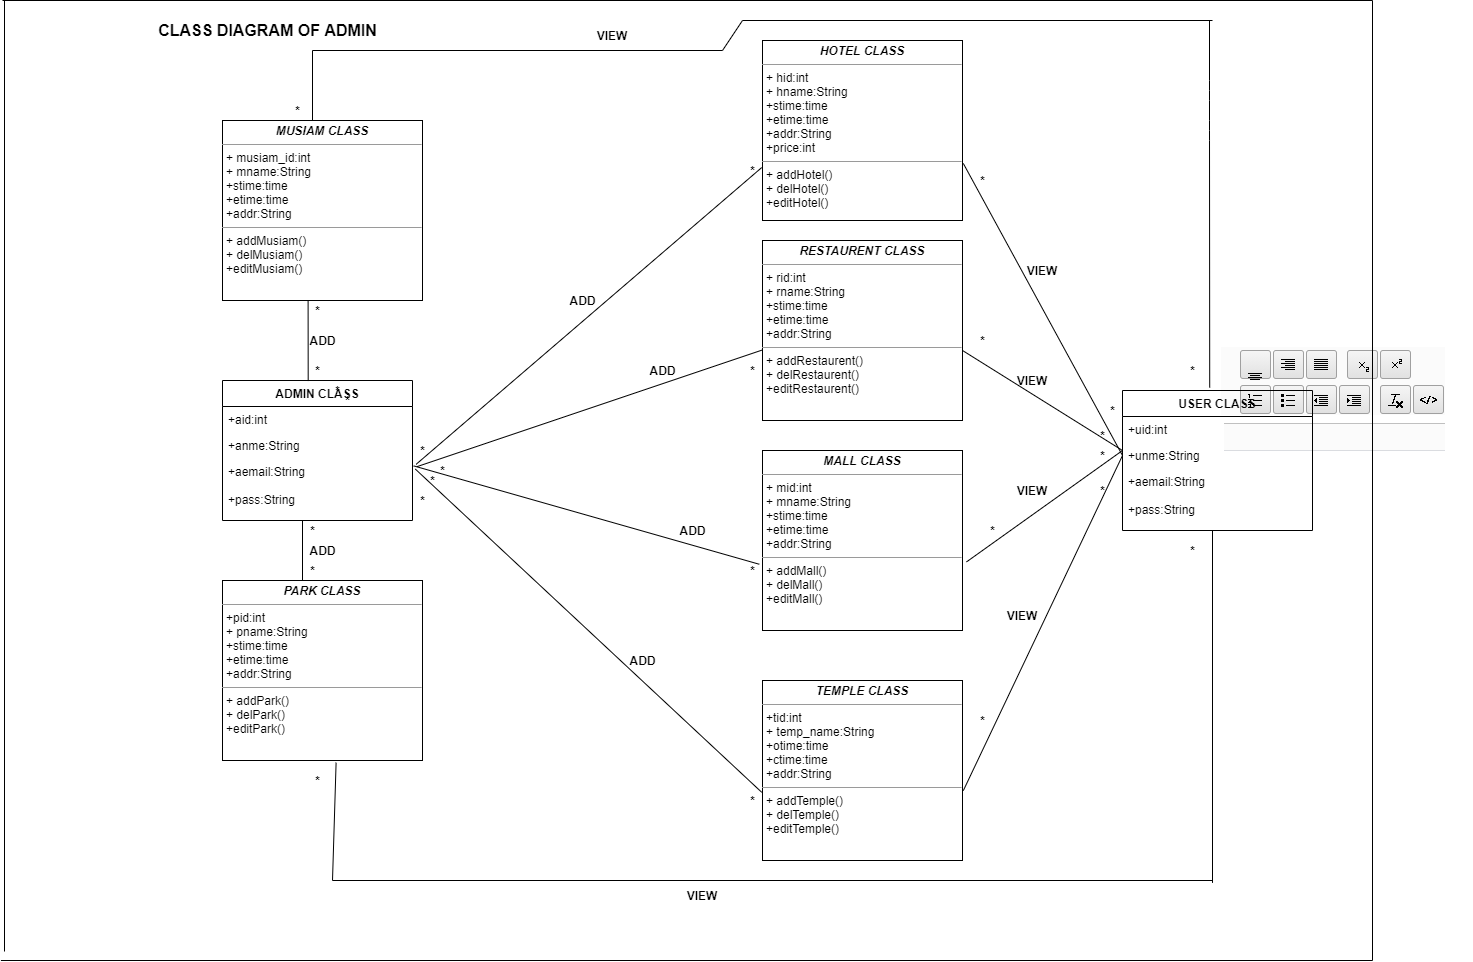 CLASS DIAGRAM OF ADMIN
VIEW
*
MUSIAM CLASS
+ musiam_id:int
+ mname:String
+stime:time
+etime:time
+addr:String
+ addMusiam()
+ delMusiam()
+editMusiam()
*
ADD
*
ADMIN CLÂ§S
+aid:int
+anme:String
+aemail:String
+pass:String
*
ADD
*
PARK CLASS
+pid:int
+ pname:String
+stime:time
+etime:time
+addr:String
+ addPark()
+ delPark()
+editPark()
*
VIEW
*
*
*
*
ADD
ADD
ADD
ADD
*
HOTEL CLASS
+ hid:int
+ hname:String
+stime:time
+etime:time
+addr:String
+price:int
+ addHotel()
+ delHotel()
+editHotel()
*
VIEW
*
RESTAURENT CLASS
+ rid:int
+ rname:String
+stime:time
+etime:time
+addr:String
+ addRestaurent()
+ delRestaurent()
+editRestaurent()
*
VIEW
*
MALL CLASS
+ mid:int
+ mname:String
+stime:time
+etime:time
+addr:String
+ addMall()
+ delMall()
+editMall()
*
VIEW
*
TEMPLE CLASS
+tid:int
+ temp_name:String
+otime:time
+ctime:time
+addr:String
+ addTemple()
+ delTemple()
+editTemple()
*
VIEW
*
*
*
*
*
USER CLASS
+uid:int
+unme:String
+aemail:String
+pass:String
*
x2 x2
Ix </>